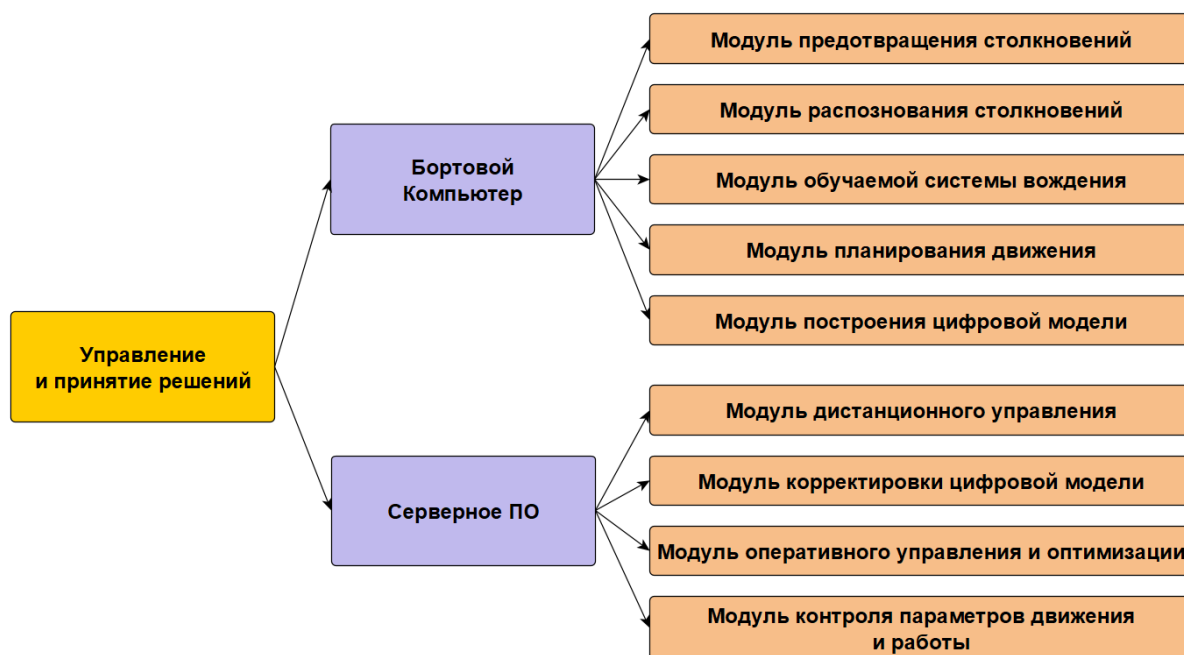 Управление
и принятие решений
Бортовой
Компьютер
Модуль предотвращения столкновений
Модуль распознования столкновений
Модуль обучаемой системы вождения
Модуль планирования движения
Модуль построения цифровой модели
Серверное ПО
Модуль дистанционного управления
Модуль корректировки цифровой модели
Модуль оперативного управления и оптимизации
Модуль контроля параметров движения
и работы